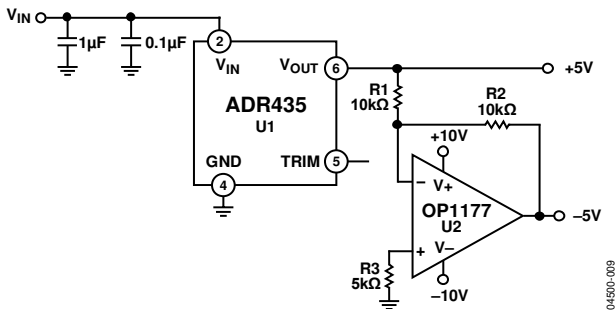 VIN
1µF
0.1µF
2
VIN
VOUT
6
+5V
ADR435
U1
R1
10kΩ
R2
10kΩ
GND
TRIM
5
4
+10V
−
V+
OP1177
U2
−5V
+
V−
R3
5kΩ
−10V
04500-009